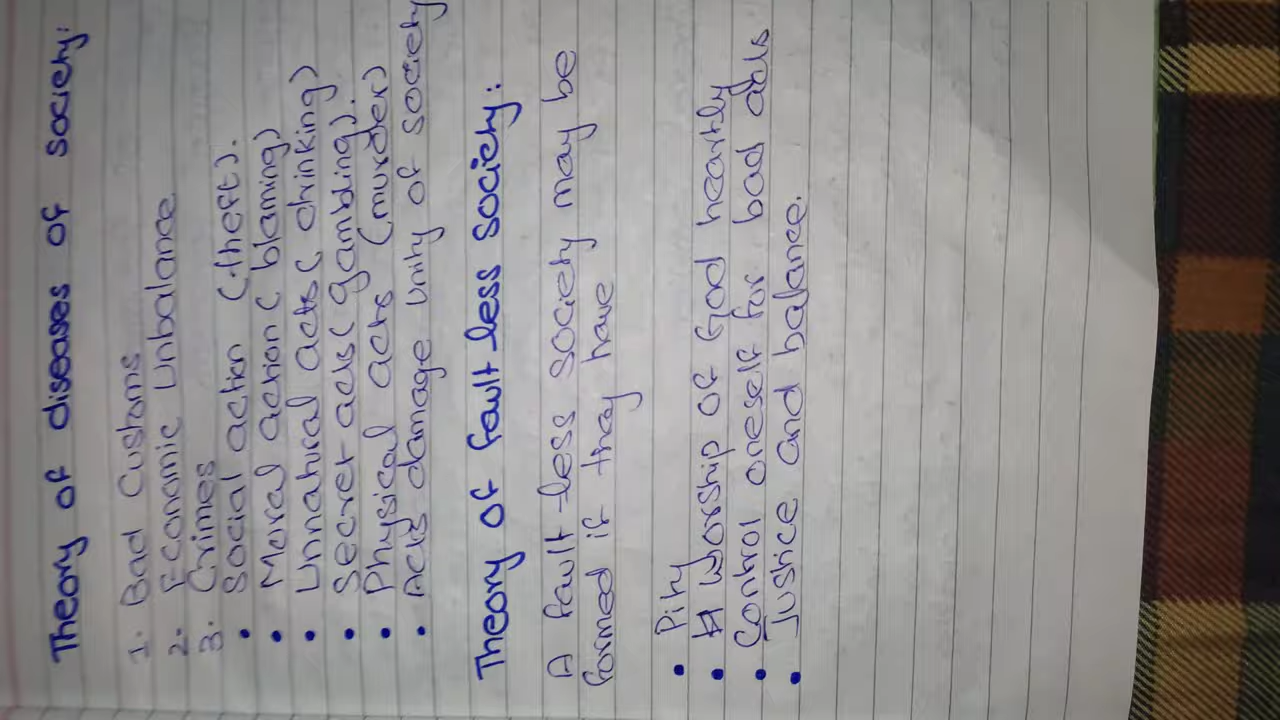 Theory of diseases of society:
1. Bad Customs
2. Economic unbalance
3. Crimes
• Social action (theft).
• Moral action ( blaming)
• Unnatural acts ( drinking)
• Secret acts ( gambling).
• Physical acts (murder)
• Acts damage unity of society
Theory of fault less society:
A fault-less society may be
formed if they have
• Pity
• Worship of God heartly
• Control oneself for bad acts
• Justice and balance.